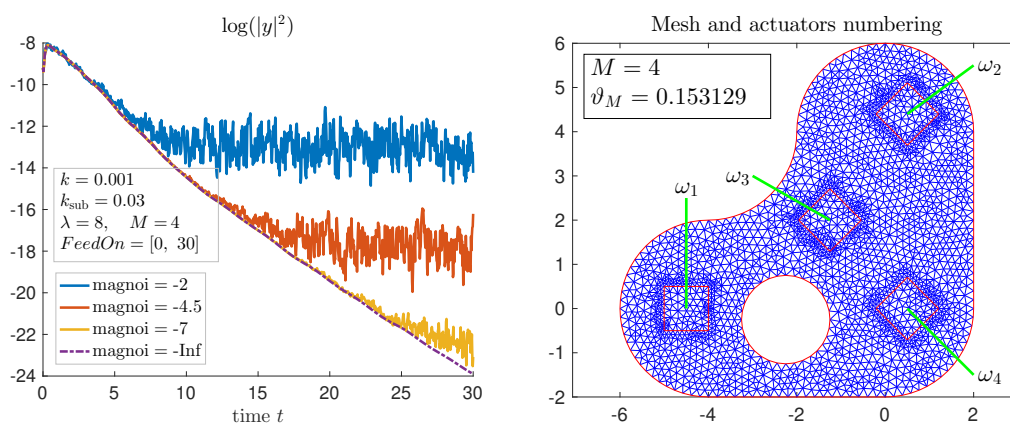 log(|y|²)
-8
-10
-12
-14
-16
-18
-20
-22
-24
k = 0.001
k_sub = 0.03
λ = 8, M = 4
FeedOn = [0, 30]
magnoi = -2
magnoi = -4.5
magnoi = -7
magnoi = -Inf
0 5 10 15 20 25 30
time t
Mesh and actuators numbering
6
5
4
3
2
1
0
-1
-2
M = 4
ϑ_M = 0.153129
ω₂
ω₃
ω₁
ω₄
-6 -4 -2 0 2